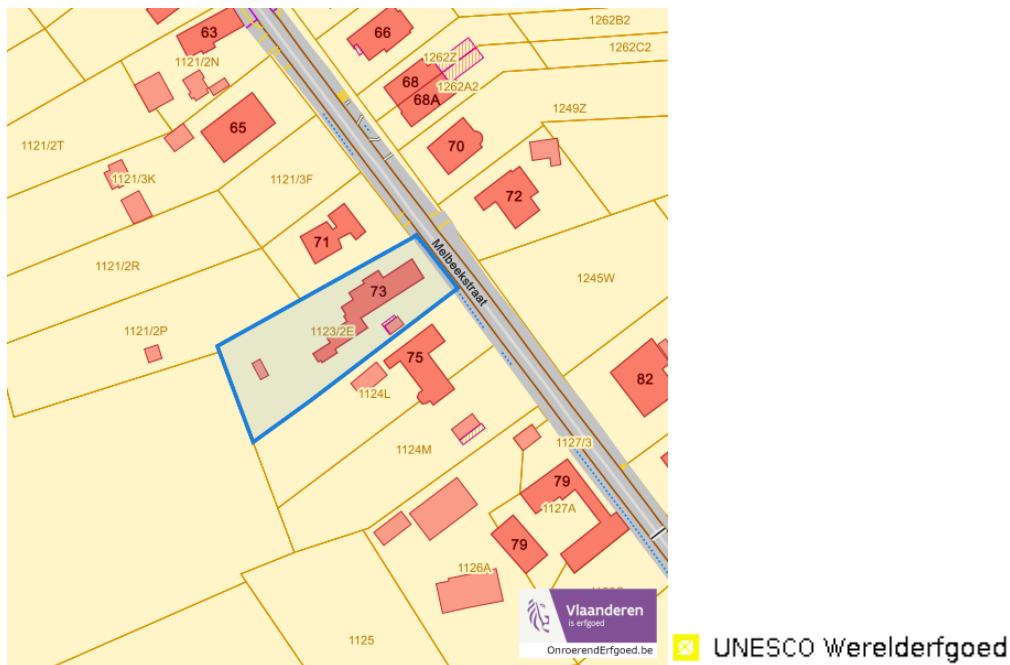 63
66
1262B2
1262C2
1121/2N
1262Z
68
1262A2
68A
1249Z
65
70
1121/2T
1121/3K
1121/3F
72
71
Melbeekstraat
1121/2R
1245W
73
1121/2P
1123/2E
75
82
1124L
1124M
1127/3
79
1127A
79
1126A
1125
Vlaanderen
is erfgoed
OnroerendErfgoed.be
UNESCO Werelderfgoed